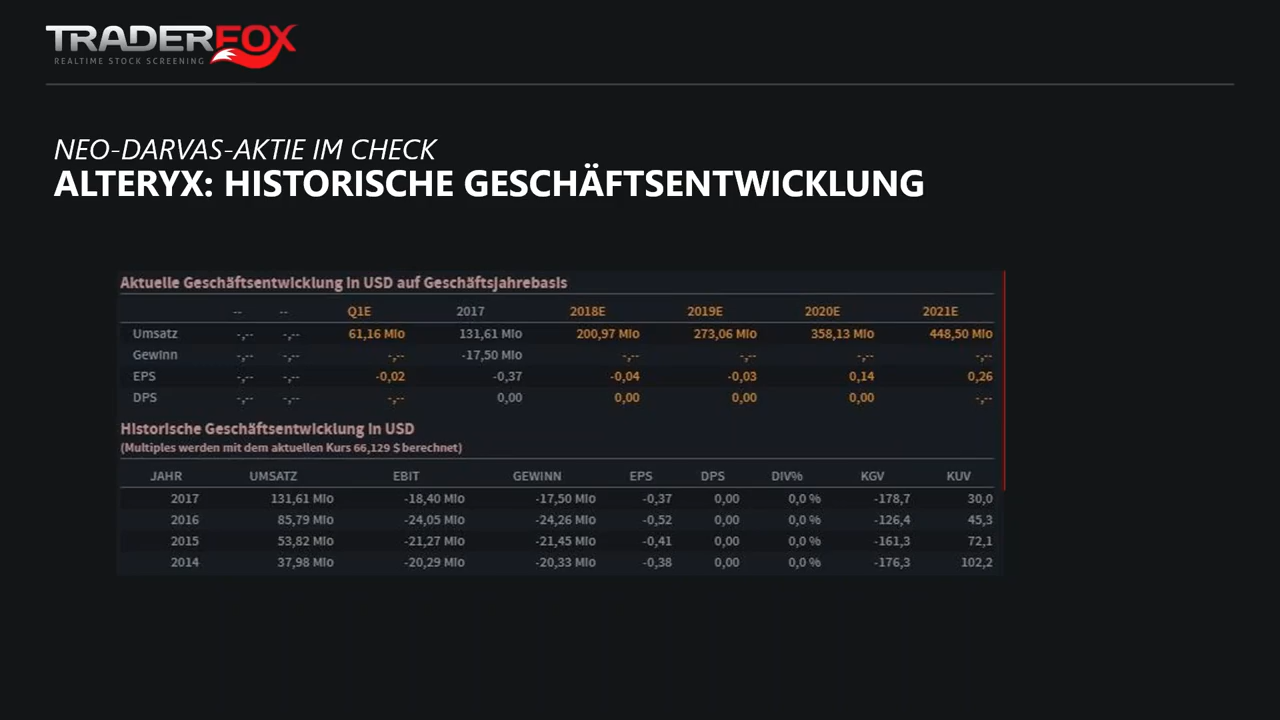 TRADERFOX
REALTIME STOCK SCREENING
NEO-DARVAS-AKTIE IM CHECK
ALTERYX: HISTORISCHE GESCHÄFTSENTWICKLUNG
Aktuelle Geschäftsentwicklung in USD auf Geschäftsjahrebasis
-- -- Q1E 2017 2018E 2019E 2020E 2021E
Umsatz -,-- -,-- 61,16 Mio 131,61 Mio 200,97 Mio 273,06 Mio 358,13 Mio 448,50 Mio
Gewinn -,-- -,-- -,-- -17,50 Mio -,-- -,-- -,-- -,--
EPS -,-- -,-- -0,02 -0,37 -0,04 -0,03 0,14 0,26
DPS -,-- -,-- -,-- 0,00 0,00 0,00 0,00 -,--
Historische Geschäftsentwicklung in USD
(Multiples werden mit dem aktuellen Kurs 66,129 $ berechnet)
JAHR UMSATZ EBIT GEWINN EPS DPS DIV% KGV KUV
2017 131,61 Mio -18,40 Mio -17,50 Mio -0,37 0,00 0,0 % -178,7 30,0
2016 85,79 Mio -24,05 Mio -24,26 Mio -0,52 0,00 0,0 % -126,4 45,3
2015 53,82 Mio -21,27 Mio -21,45 Mio -0,41 0,00 0,0 % -161,3 72,1
2014 37,98 Mio -20,29 Mio -20,33 Mio -0,38 0,00 0,0 % -176,3 102,2